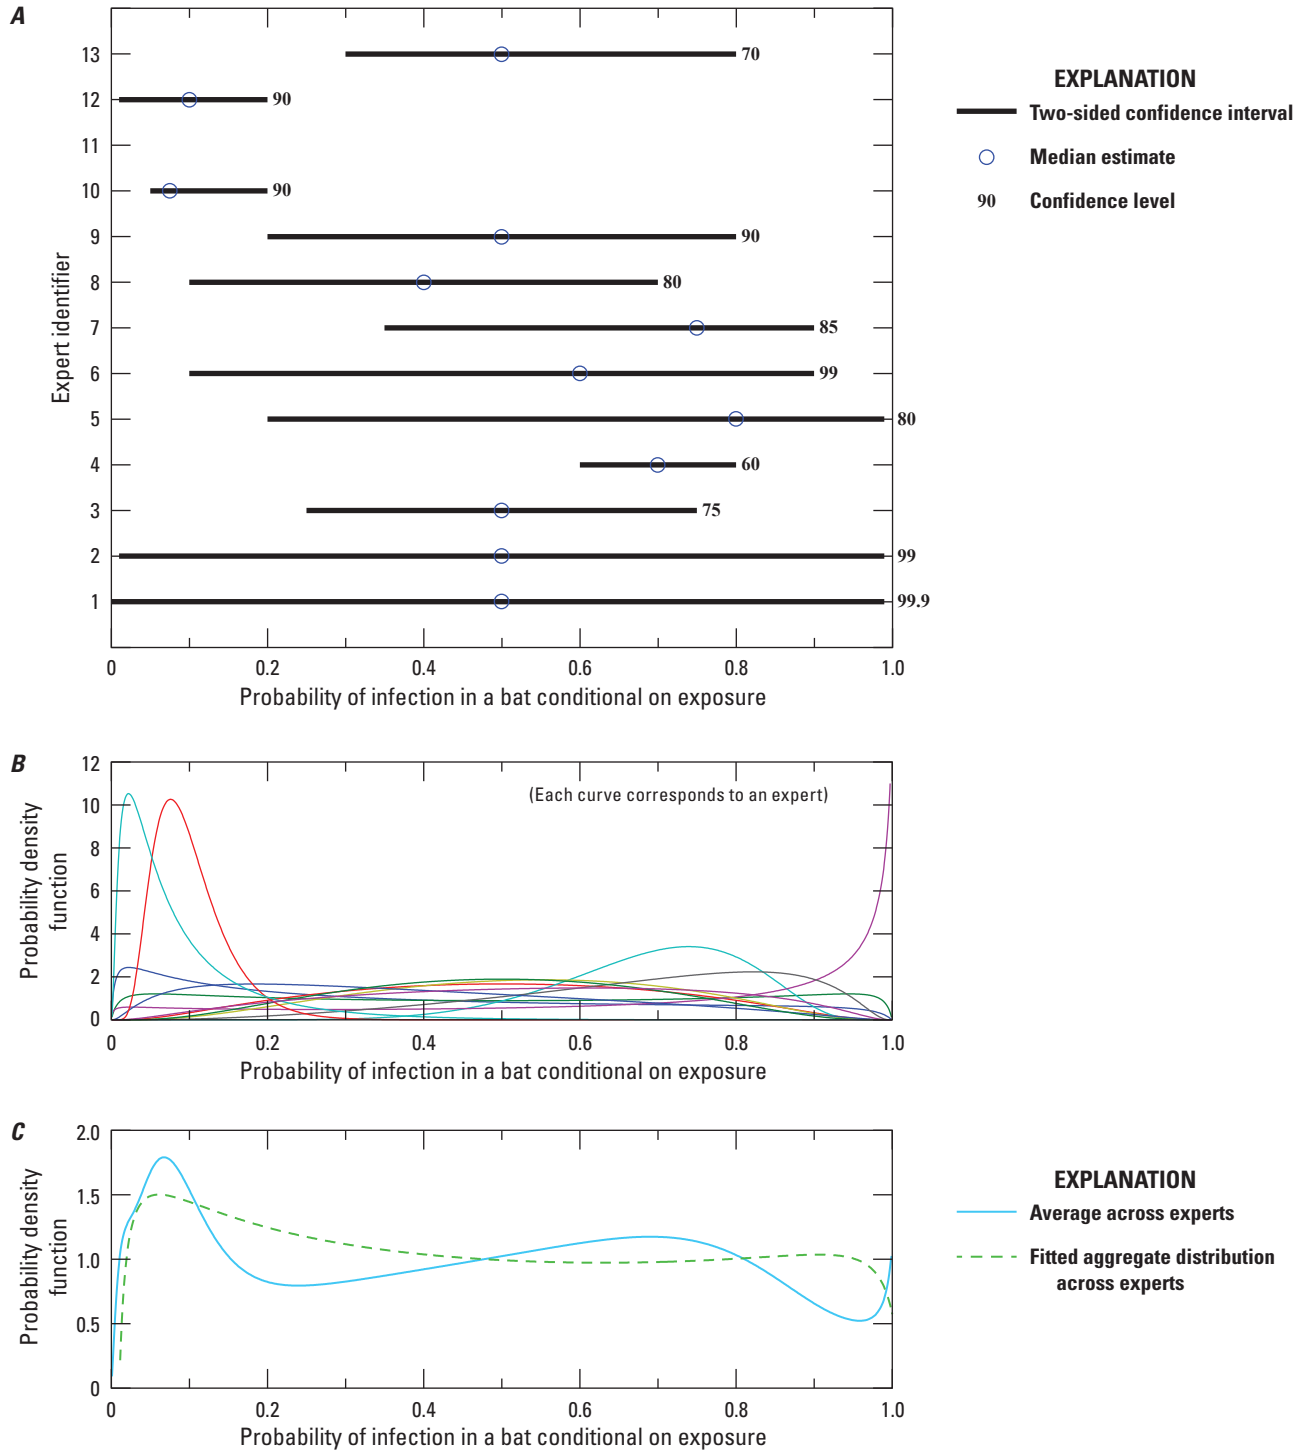 A
13
12
11
10
9
8
7
6
5
4
3
2
1
Expert identifier
70
90
90
90
80
85
99
80
60
75
99
99.9
0
0.2
0.4
0.6
0.8
1.0
Probability of infection in a bat conditional on exposure
EXPLANATION
Two-sided confidence interval
Median estimate
90
Confidence level
B
12
10
8
6
4
2
0
Probability density
function
(Each curve corresponds to an expert)
0
0.2
0.4
0.6
0.8
1.0
Probability of infection in a bat conditional on exposure
C
2.0
1.5
1.0
0.5
0
Probability density
function
0
0.2
0.4
0.6
0.8
1.0
Probability of infection in a bat conditional on exposure
EXPLANATION
Average across experts
Fitted aggregate distribution
across experts